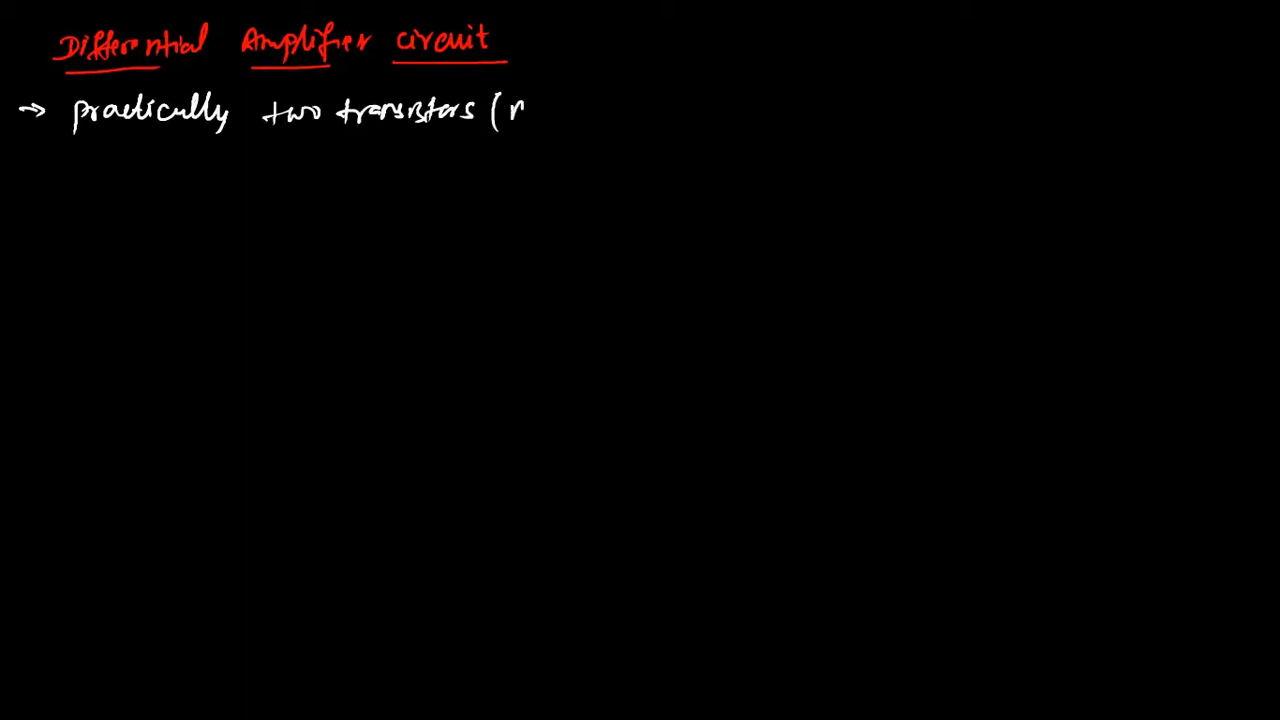 Differential Amplifier circuit
→ practically two transistors (